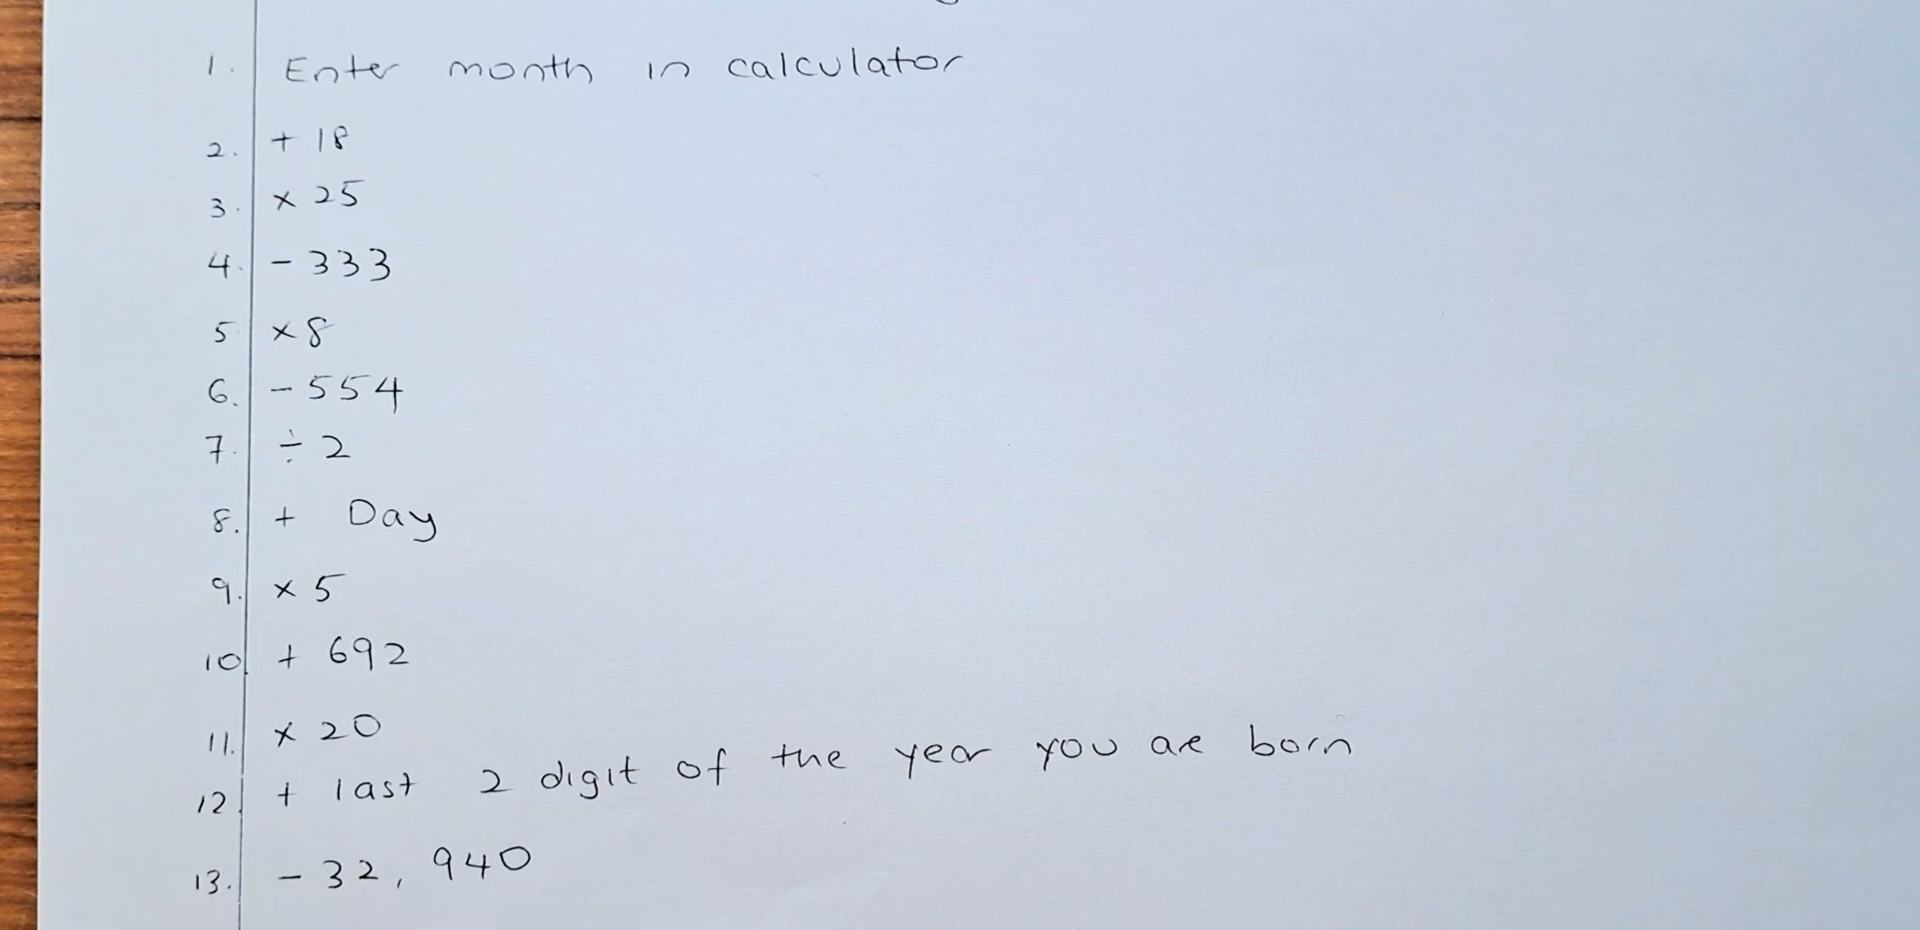 1. Enter month in calculator
2. + 18
3. × 25
4. - 333
5. × 8
6. - 554
7. ÷ 2
8. + Day
9. × 5
10. + 692
11. × 20
12. + last 2 digit of the year you are born
13. - 32, 940